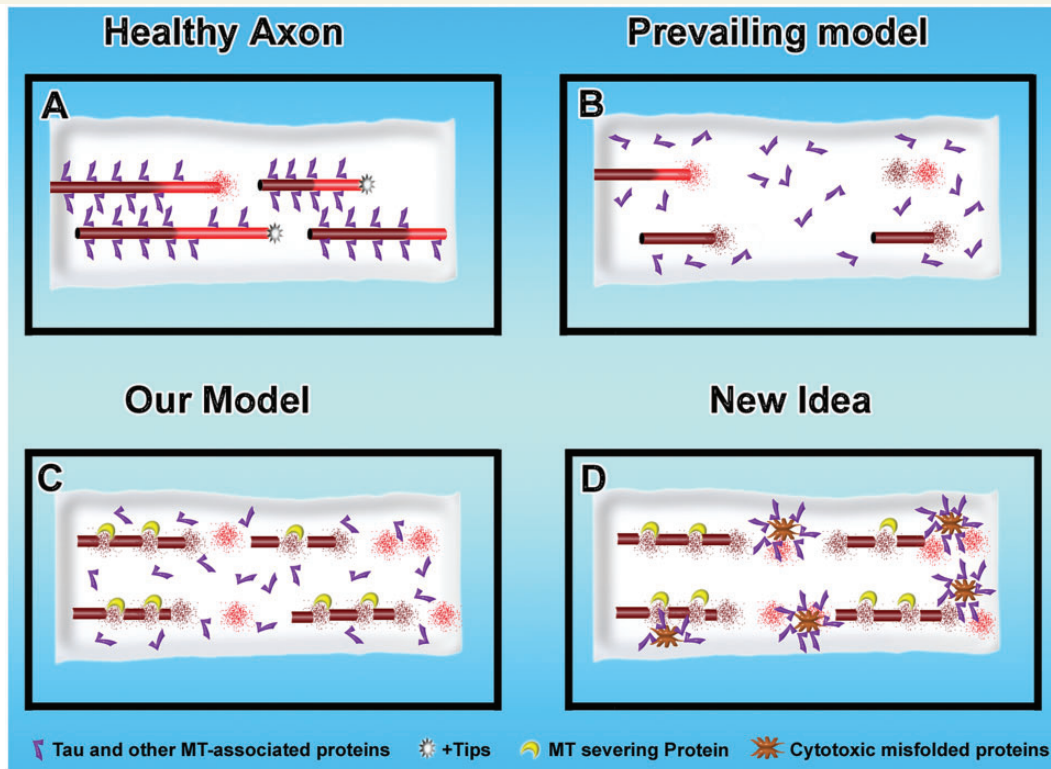 Healthy Axon
Prevailing model
A
B
Our Model
New Idea
C
D
Tau and other MT-associated proteins +Tips MT severing Protein Cytotoxic misfolded proteins